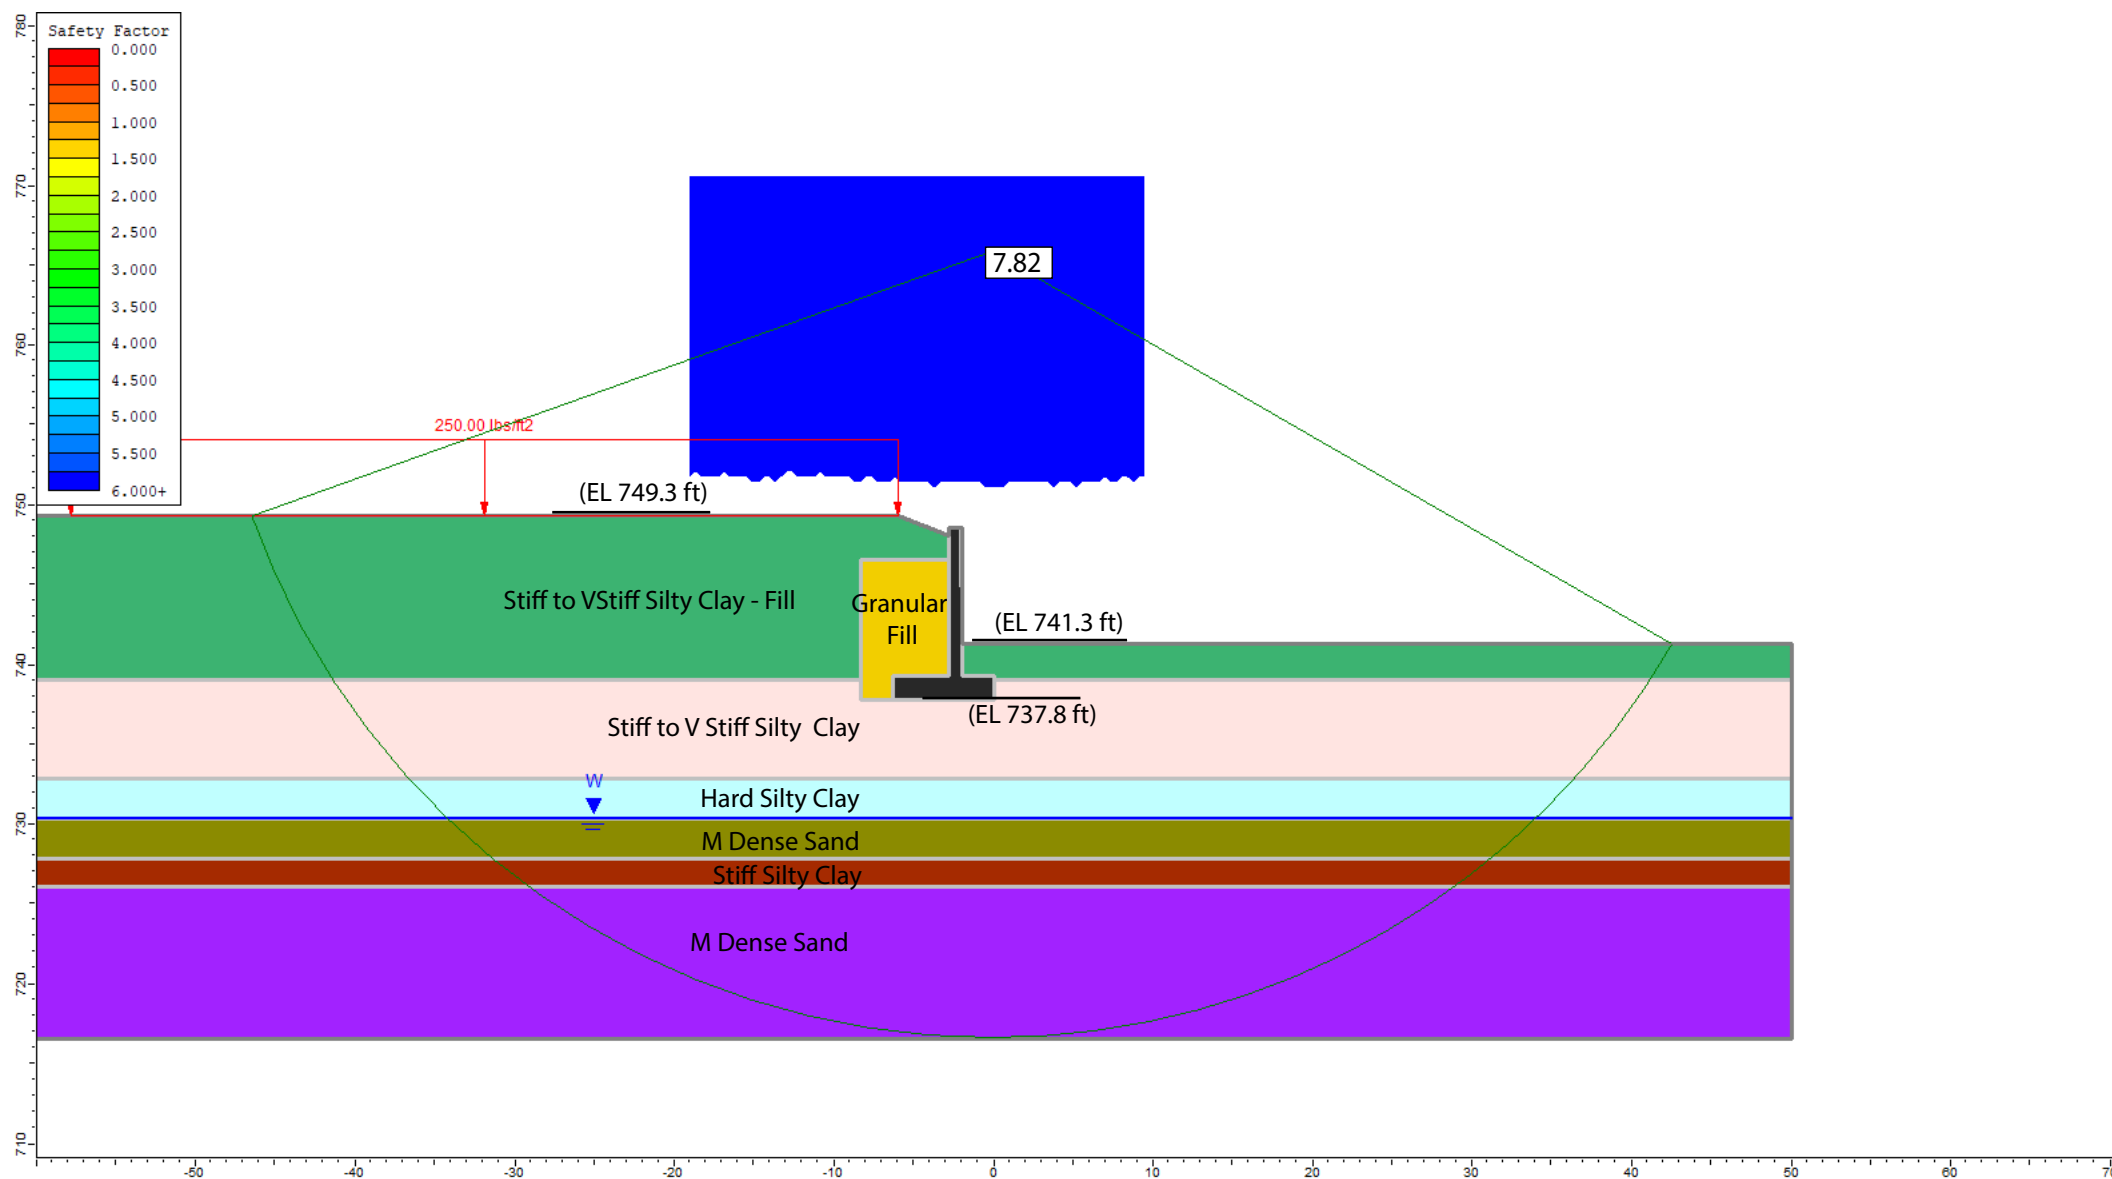 Safety Factor
0.000
0.500
1.000
1.500
2.000
2.500
3.000
3.500
4.000
4.500
5.000
5.500
6.000+
780
770
760
750
740
730
720
710
7.82
250.00 lbs/ft2
(EL 749.3 ft)
Stiff to VStiff Silty Clay - Fill
Granular
Fill
(EL 741.3 ft)
(EL 737.8 ft)
Stiff to V Stiff Silty  Clay
W
Hard Silty Clay
M Dense Sand
Stiff Silty Clay
M Dense Sand
-50 -40 -30 -20 -10 0 10 20 30 40 50 60